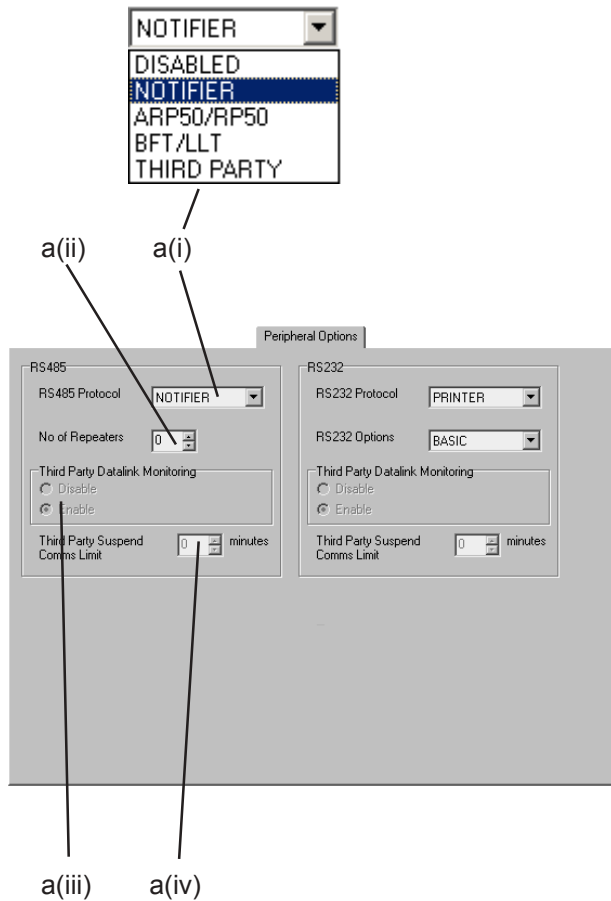 NOTIFIER
DISABLED
NOTIFIER
ARP50/RP50
BFT/LLT
THIRD PARTY
a(ii)
a(i)
Peripheral Options
RS485
RS485 Protocol
NOTIFIER
No of Repeaters
0
Third Party Datalink Monitoring
Disable
Enable
Third Party Suspend
Comms Limit
0
minutes
RS232
RS232 Protocol
PRINTER
RS232 Options
BASIC
Third Party Datalink Monitoring
Disable
Enable
Third Party Suspend
Comms Limit
0
minutes
a(iii)
a(iv)